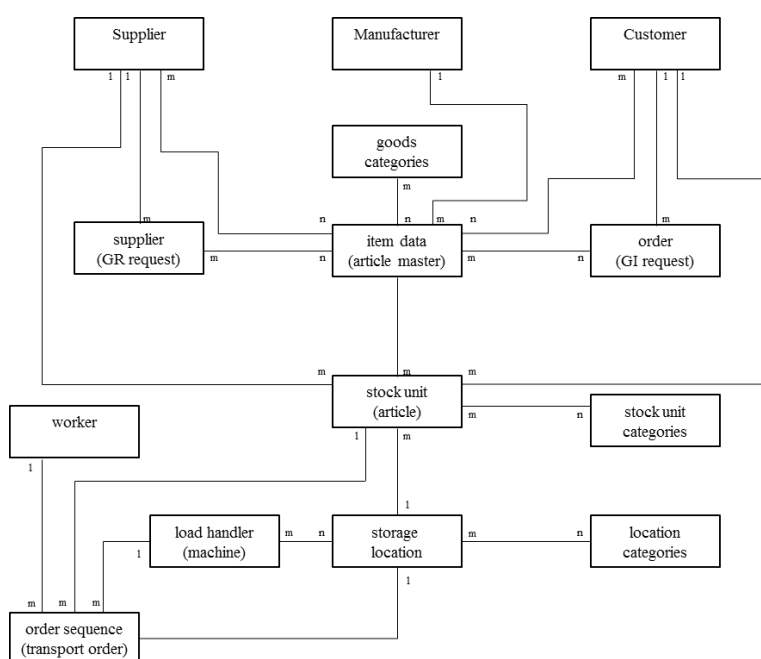 Supplier
Manufacturer
Customer
1 1 m
1
m 1 1
goods
categories
m
m
n
n m n
m
supplier
(GR request)
m
n
item data
(article master)
m
n
order
(GI request)
m
m
m
stock unit
(article)
m
n
stock unit
categories
worker
1
1
m
1
load handler
(machine)
1
m
n
storage
location
m
n
location
categories
1
m m m
order sequence
(transport order)